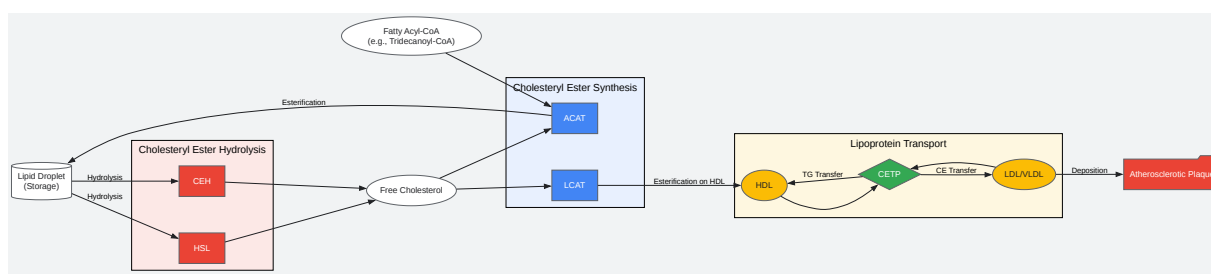 Fatty Acyl-CoA
(e.g., Tridecanoyl-CoA)
Cholesteryl Ester Synthesis
Esterification
ACAT
Cholesteryl Ester Hydrolysis
Lipoprotein Transport
Lipid Droplet
(Storage)
Hydrolysis
CEH
Hydrolysis
Free Cholesterol
LCAT
Esterification on HDL
HDL
TG Transfer
CETP
CE Transfer
LDL/VLDL
Deposition
Atherosclerotic Plaque
HSL